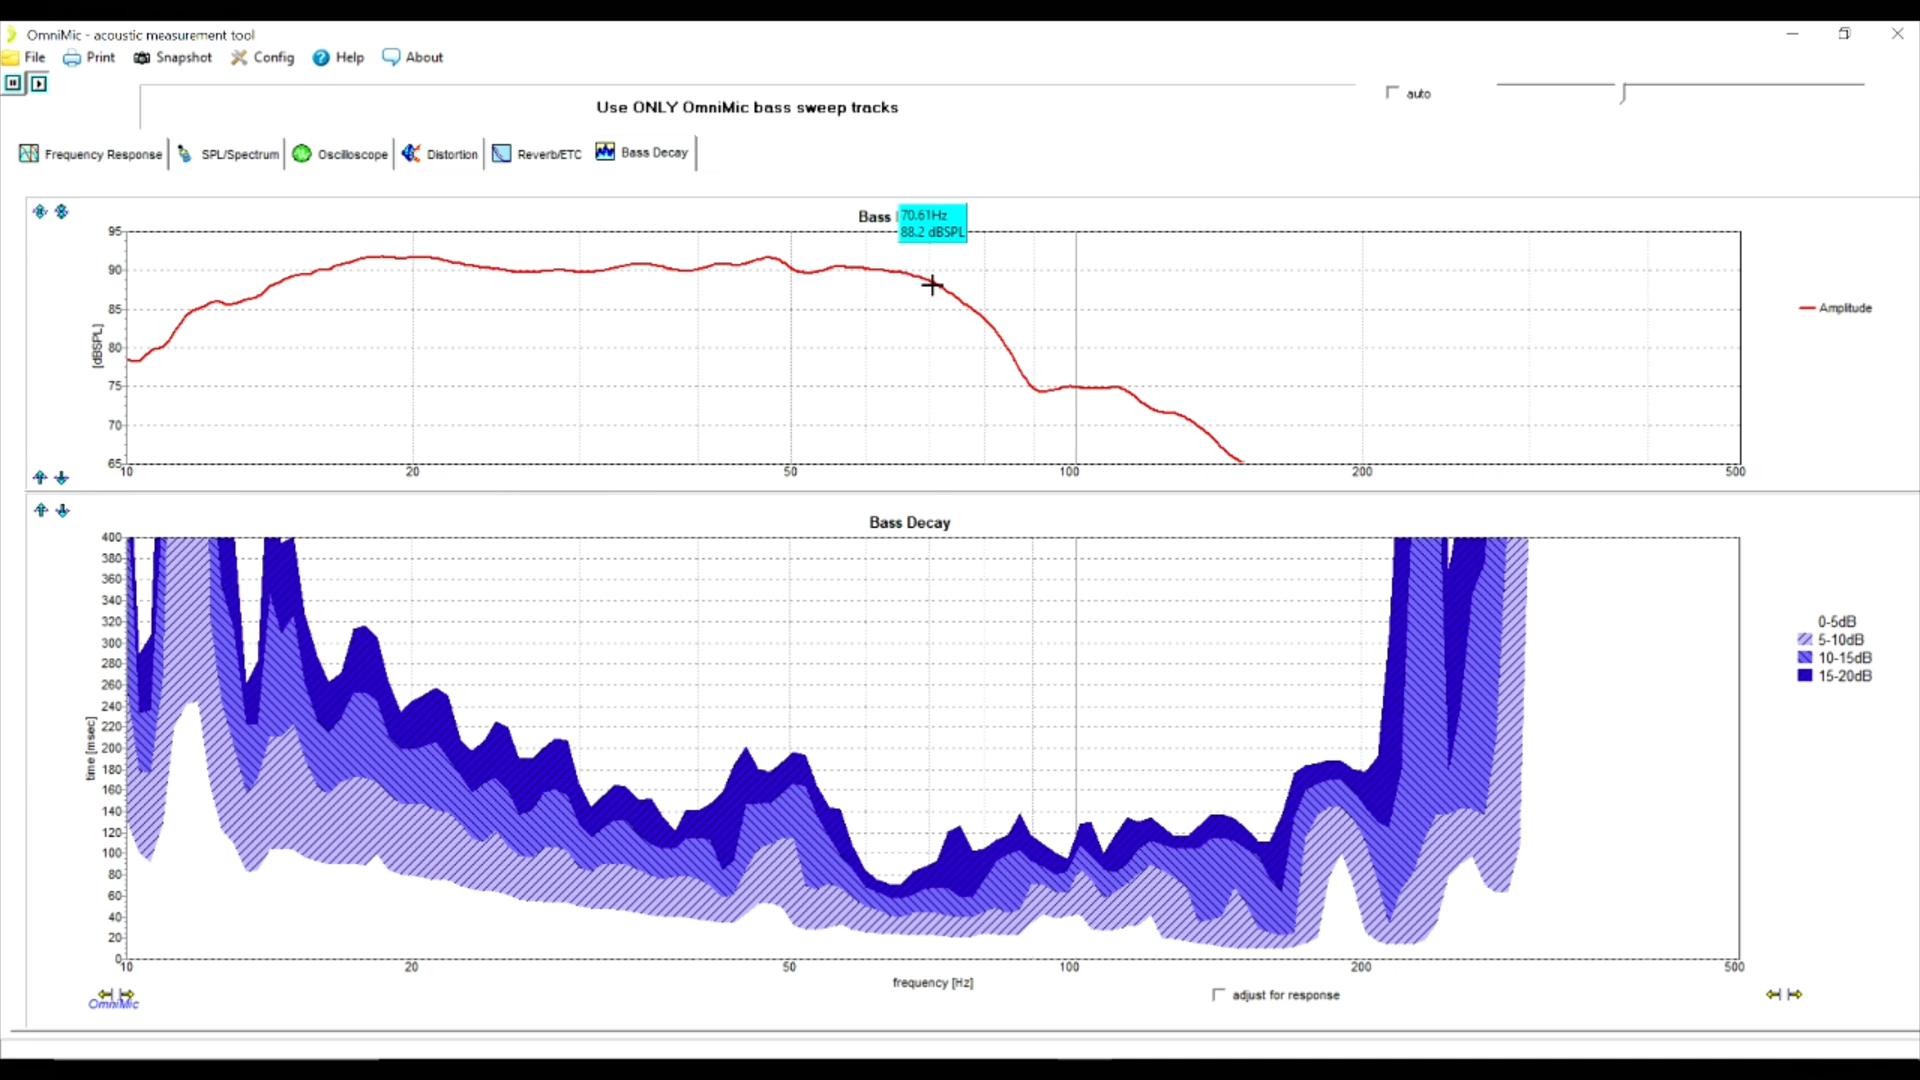 OmniMic - acoustic measurement tool
File Print Snapshot Config Help About
Use ONLY OmniMic bass sweep tracks
auto
Frequency Response SPL/Spectrum Oscilloscope Distortion Reverb/ETC Bass Decay
Bass
70.61Hz
88.2 dBSPL
95
90
85
80
75
70
65
[dBSPL]
10 20 50 100 200 500
Amplitude
Bass Decay
400
380
360
340
320
300
280
260
240
220
200
180
160
140
120
100
80
60
40
20
0
time [msec]
10 20 50 100 200 500
frequency [Hz]
0-5dB
5-10dB
10-15dB
15-20dB
OmniMic
adjust for response